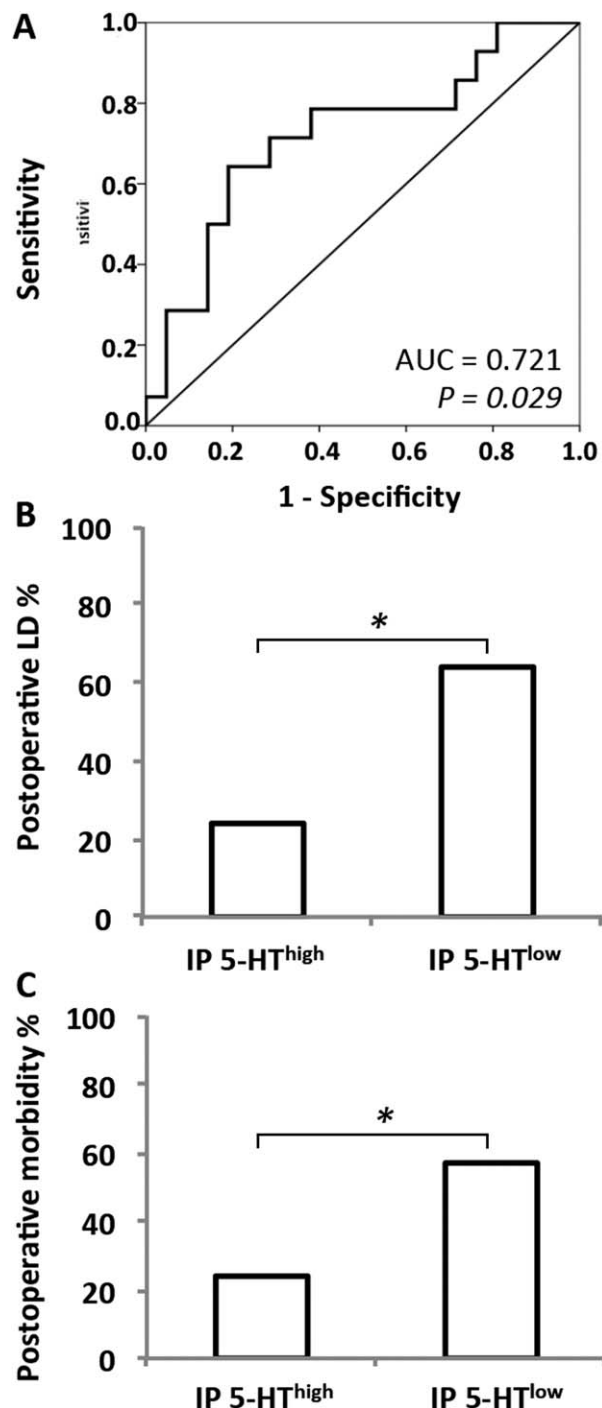 A
Sensitivity
sitivi
1.0
0.8
0.6
0.4
0.2
0.0
AUC = 0.721
P = 0.029
0.0 0.2 0.4 0.6 0.8 1.0
1 - Specificity
B
Postoperative LD %
100
80
60
40
20
0
*
IP 5-HThigh IP 5-HTlow
C
Postoperative morbidity %
100
80
60
40
20
0
*
IP 5-HThigh IP 5-HTlow